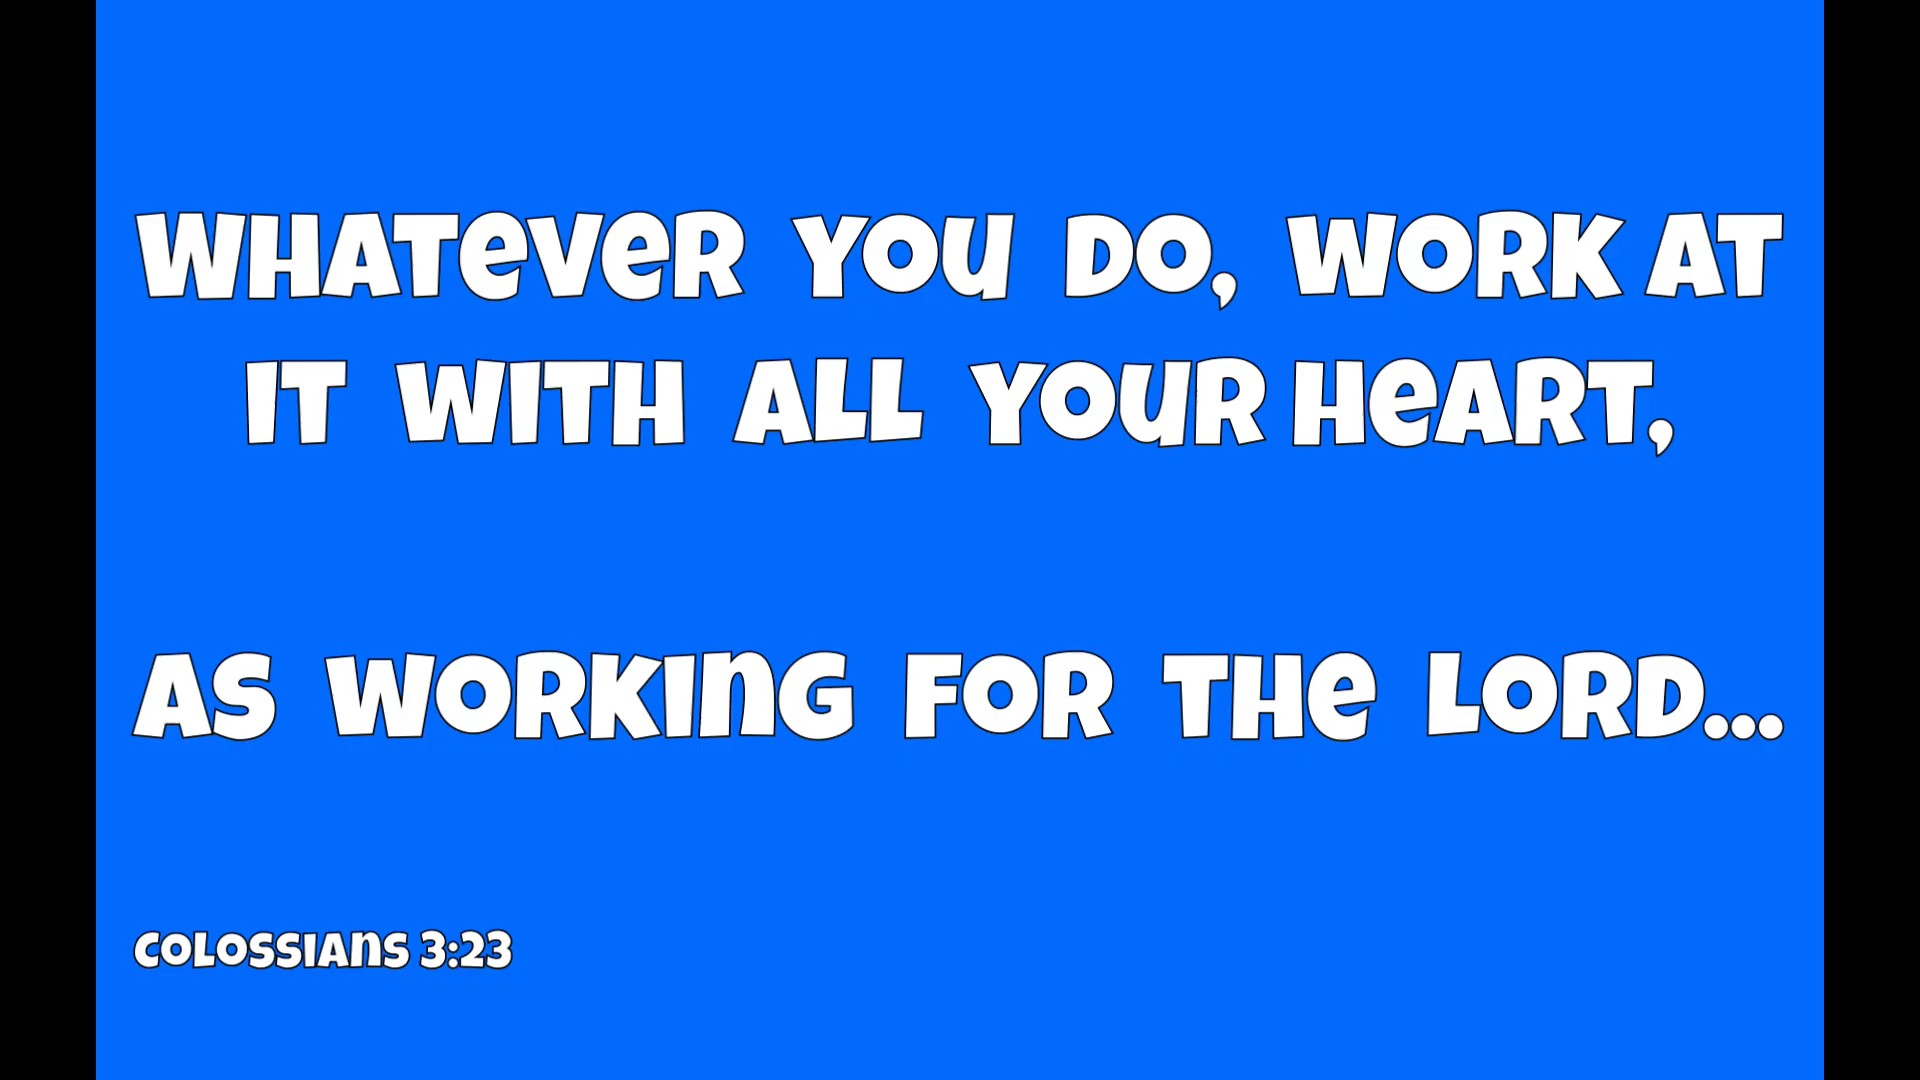 WHATEVER YOU DO, WORK AT
IT WITH ALL YOUR HEART,
AS WORKING FOR THE LORD...
COLOSSIANS 3:23